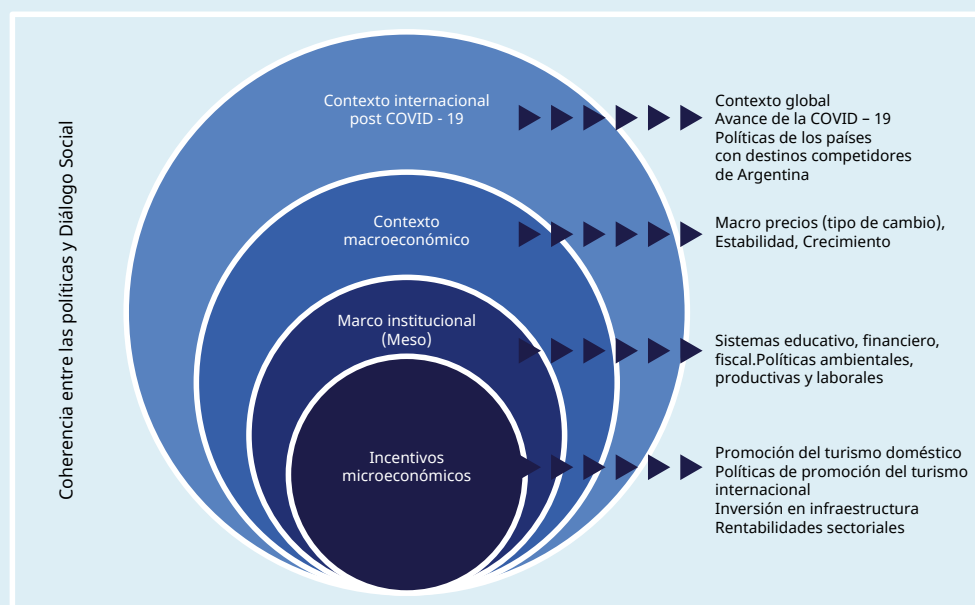 Coherencia entre las políticas y Diálogo Social
Contexto internacional
post COVID - 19
Contexto global
Avance de la COVID – 19
Políticas de los países
con destinos competidores
de Argentina
Contexto
macroeconómico
Macro precios (tipo de cambio),
Estabilidad, Crecimiento
Marco institucional
(Meso)
Sistemas educativo, financiero,
fiscal.Políticas ambientales,
productivas y laborales
Incentivos
microeconómicos
Promoción del turismo doméstico
Políticas de promoción del turismo
internacional
Inversión en infraestructura
Rentabilidades sectoriales